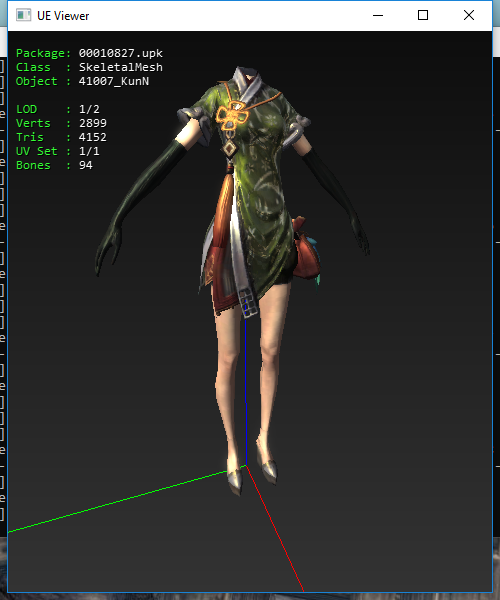 UE Viewer
Package: 00010827.upk
Class  : SkeletalMesh
Object : 41007_KunN
LOD    : 1/2
Verts  : 2899
Tris   : 4152
UV Set : 1/1
Bones  : 94